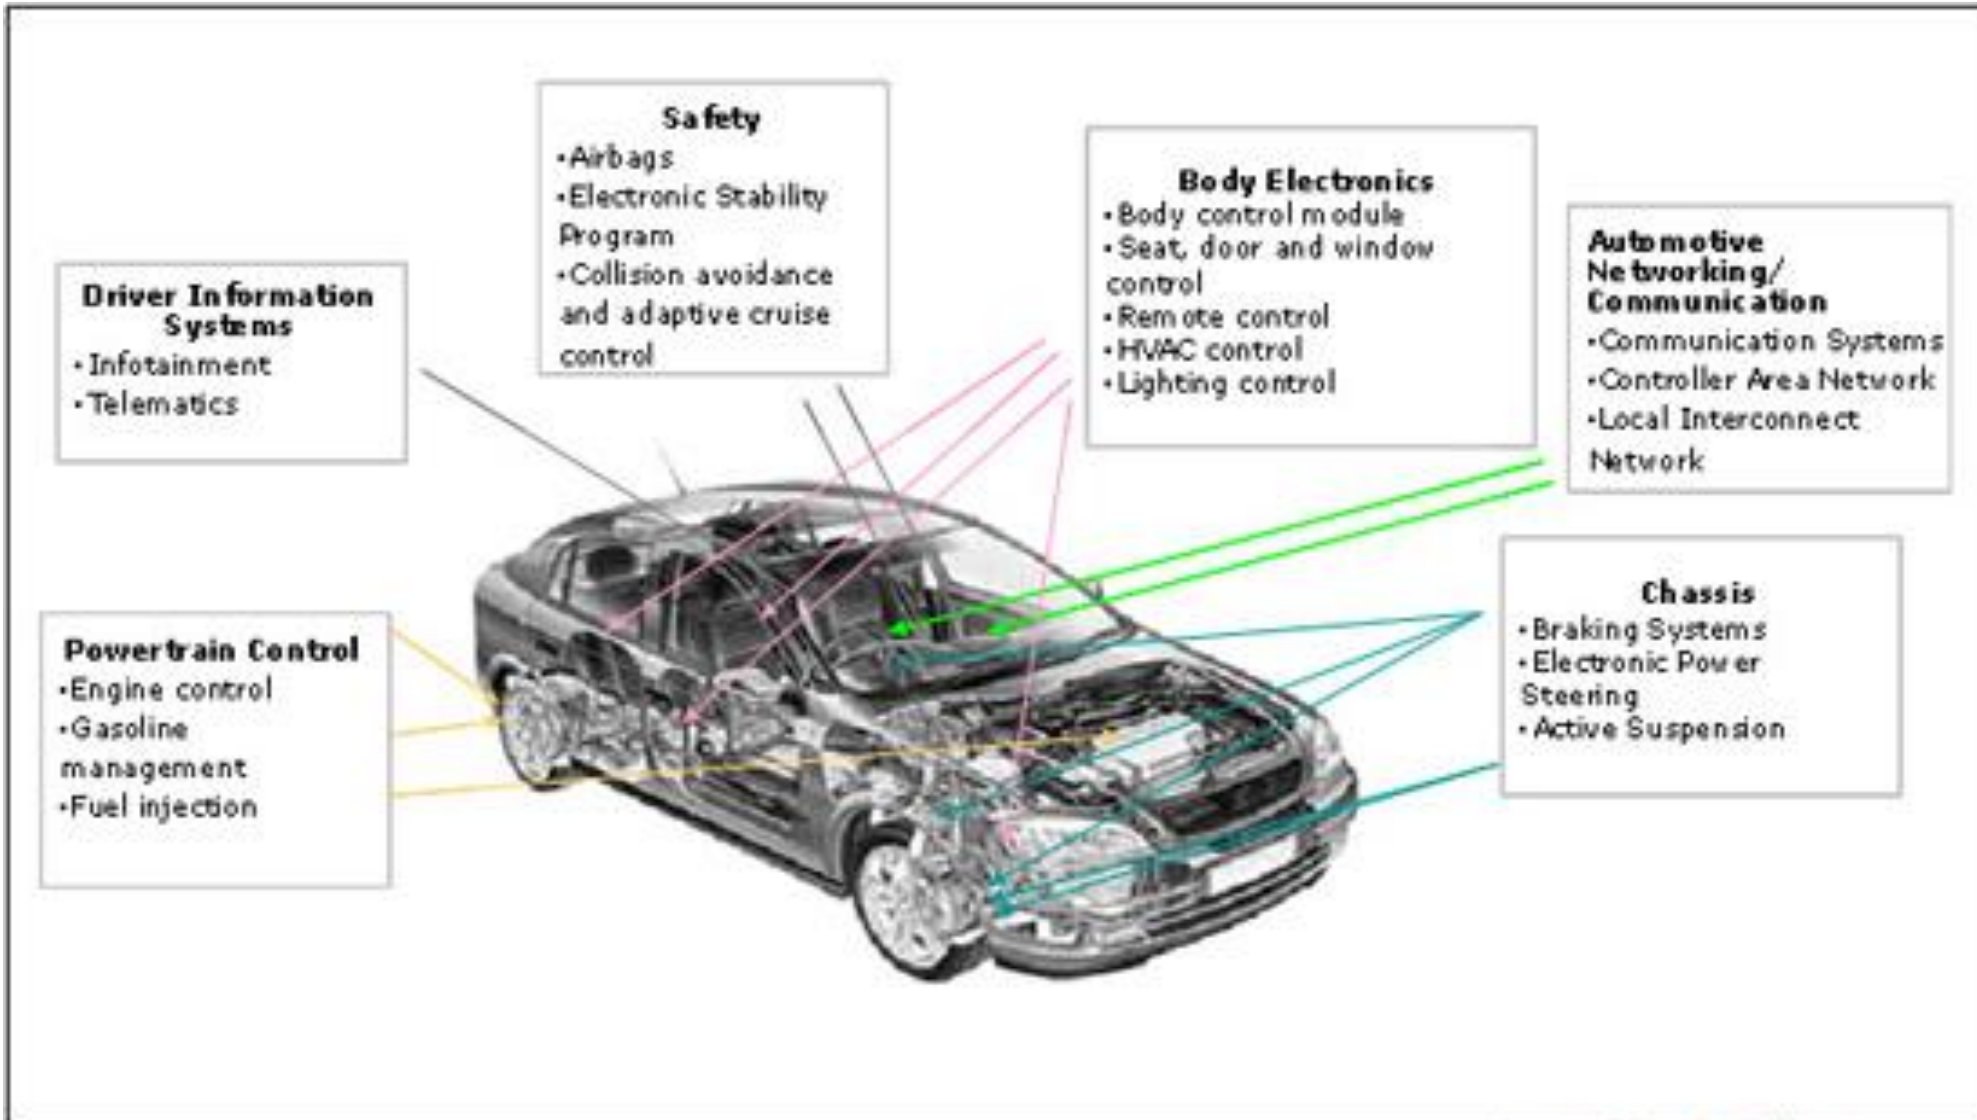 Safety
•Airbags
•Electronic Stability
Program
•Collision avoidance
and adaptive cruise
control
Body Electronics
•Body control module
•Seat, door and window
control
•Remote control
•HVAC control
•Lighting control
Automotive
Networking/
Communication
•Communication Systems
•Controller Area Network
•Local Interconnect
Network
Driver Information
Systems
•Infotainment
•Telematics
Chassis
•Braking Systems
•Electronic Power
Steering
•Active Suspension
Powertrain Control
•Engine control
•Gasoline
management
•Fuel injection